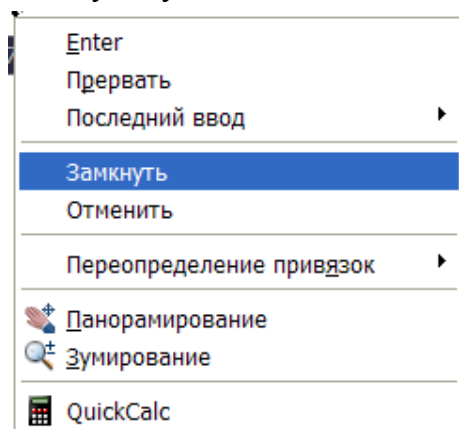 Enter
Прервать
Последний ввод
Замкнуть
Отменить
Переопределение привязок
Панорамирование
Зумирование
QuickCalc